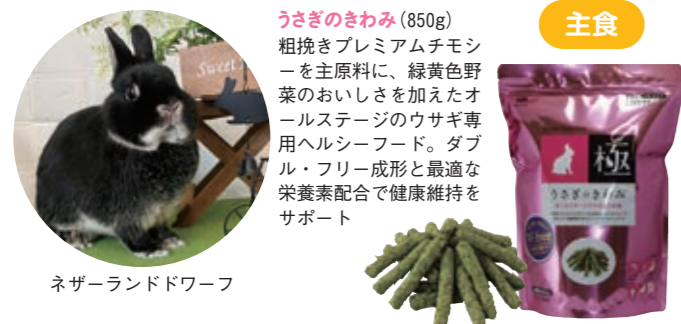 うさぎのきわみ(850g)
粗挽きプレミアムチモシ
ーを主原料に、緑黄色野
菜のおいしさを加えたオ
ールステージのウサギ専
用ヘルシーフード。ダブ
ル・フリー成形と最適な
栄養素配合で健康維持を
サポート
主食
Sweet
極
うさぎのきわみ
ネザーランドドワーフ